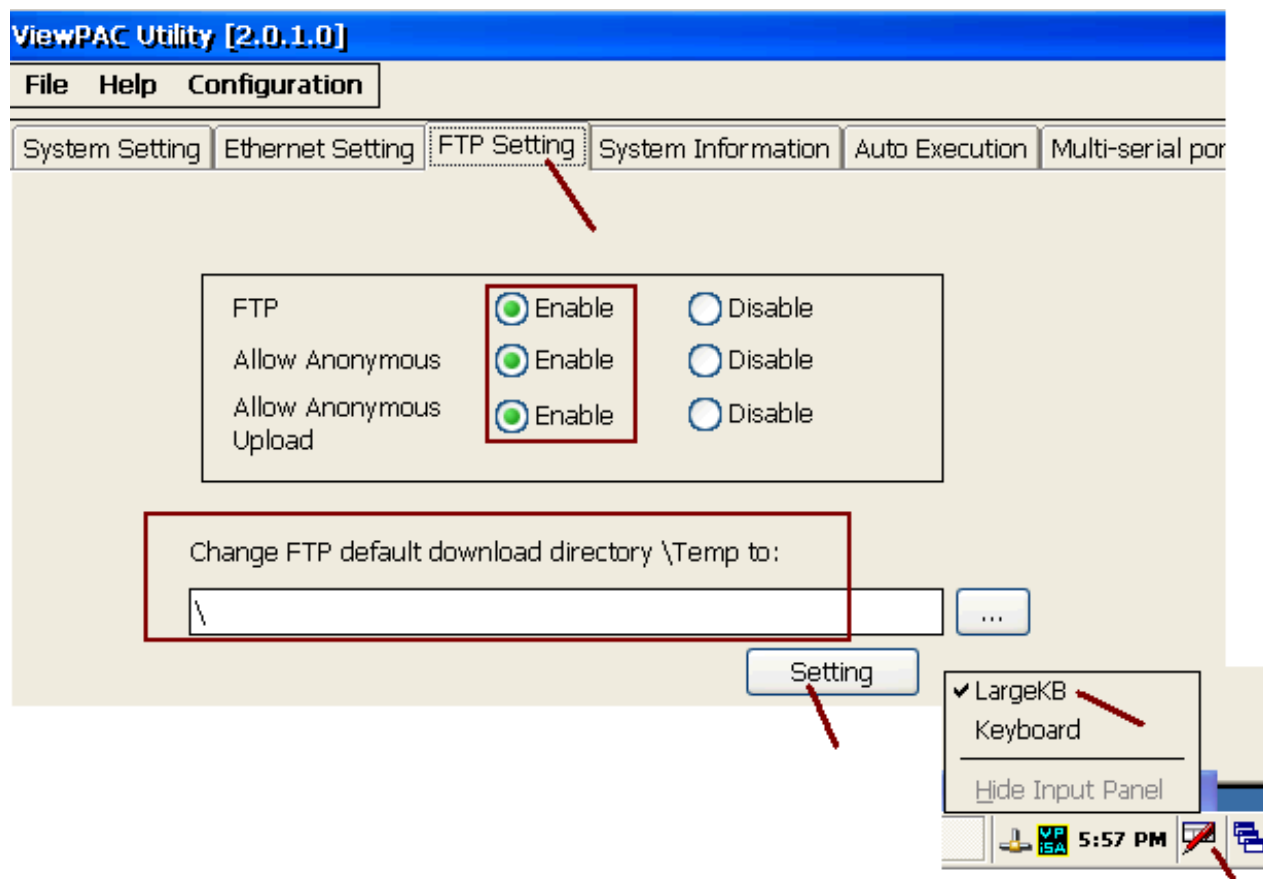 ViewPAC Utility [2.0.1.0]
File Help Configuration
System Setting Ethernet Setting FTP Setting System Information Auto Execution Multi-serial por
FTP Enable Disable
Allow Anonymous Enable Disable
Allow Anonymous
Upload Enable Disable
Change FTP default download directory \Temp to:
\ ...
Setting
LargeKB
Keyboard
Hide Input Panel
VP
iSA
5:57 PM